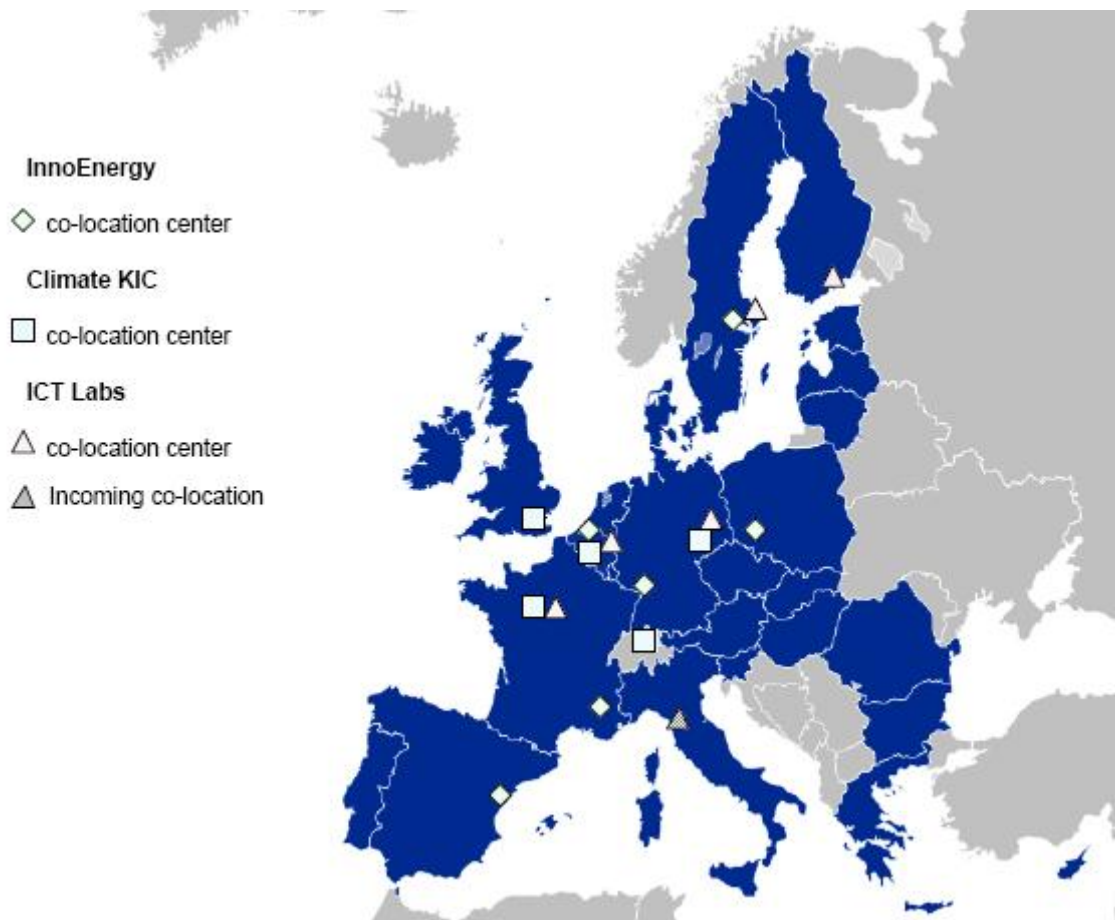 InnoEnergy
co-location center
Climate KIC
co-location center
ICT Labs
co-location center
Incoming co-location